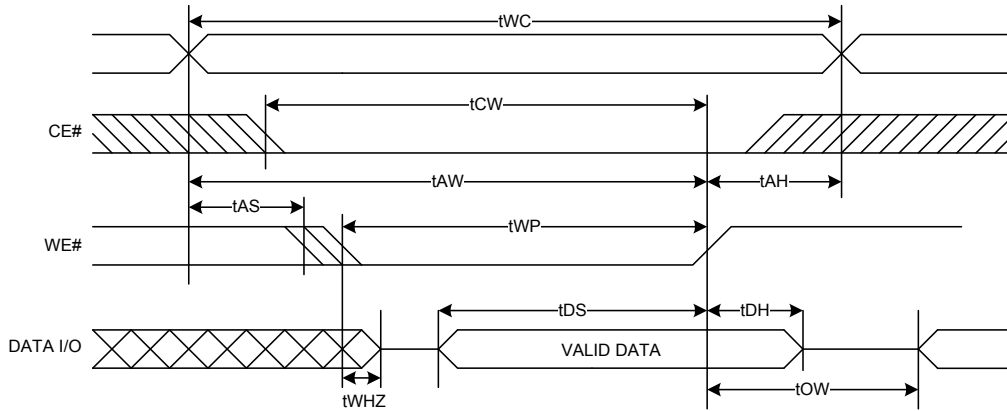 tWC
tCW
CE#
tAW
tAH
tAS
tWP
WE#
tDS
tDH
DATA I/O
VALID DATA
tWHZ
tOW